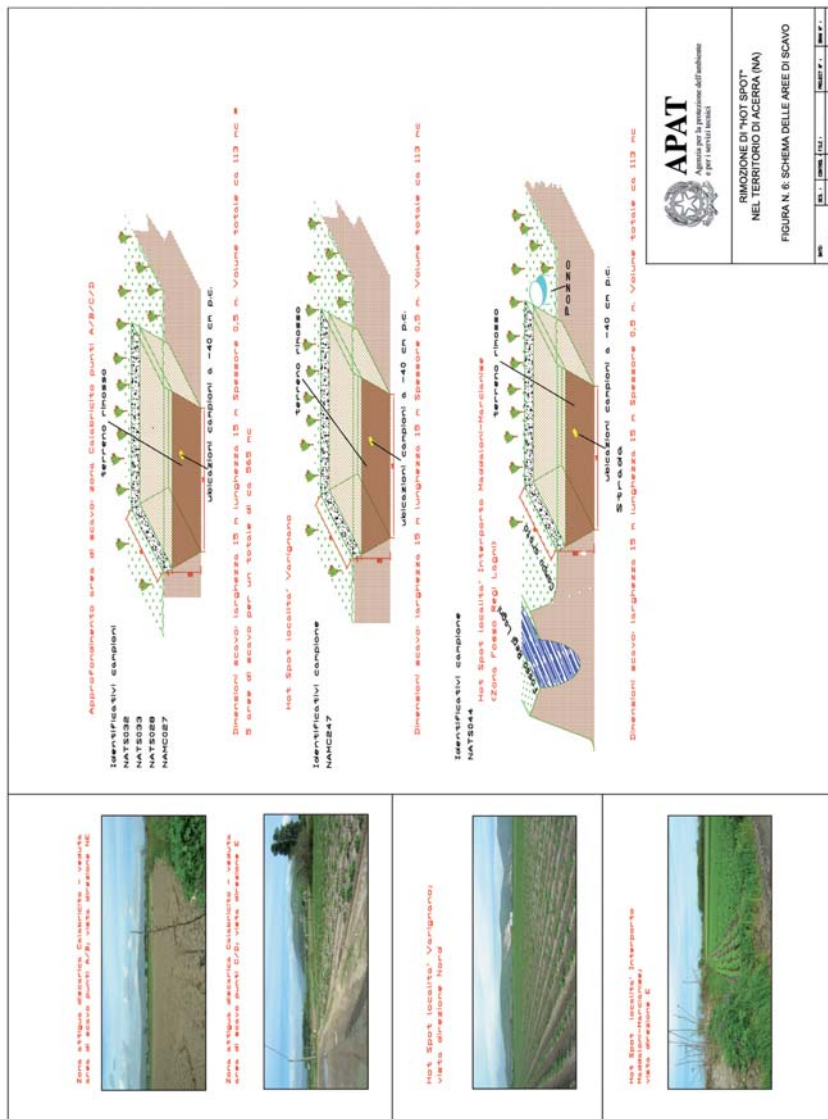 Approfondimento area di scavo: zona Calabricito punti A/B/C/D
terreno rimosso
Identificativi campioni
NATS032
NATS033
NATS028
NAMC027
ubicazioni campioni a -40 cm p.c.
Dimensioni scavo: larghezza 15 m lunghezza 15 m Spessore 0,5 m. Volume totale ca 113 mc
5 aree di scavo per un totale di ca 565 mc
Hot Spot localita' Varignano
terreno rimosso
Identificativi campione
NAMC247
ubicazioni campioni a -40 cm p.c.
Dimensioni scavo: larghezza 15 m lunghezza 15 m Spessore 0,5 m. Volume totale ca 113 mc
Identificativi campione
NATS044
Hot Spot localita' Interporto Maddaloni-Marcianise
(Zona Fosso Regi Lagni)
terreno rimosso
Fosso Regi Lagni
POZZO
ubicazioni campioni a -40 cm p.c.
Strada
Dimensioni scavo: larghezza 15 m lunghezza 15 m Spessore 0,5 m. Volume totale ca 113 mc
Zona attigua discarica Calabricito - veduta
area di scavo punti A/B; vista direzione NE
Zona attigua discarica Calabricito - veduta
area di scavo punti C/D; vista direzione E
Hot Spot localita' Varignano;
vista direzione Nord
Hot Spot localita' Interporto
Maddaloni-Marcianise;
vista direzione E
APAT
Agenzia per la protezione dell'ambiente
e per i servizi tecnici
RIMOZIONE DI "HOT SPOT"
NEL TERRITORIO DI ACERRA (NA)
FIGURA N. 6: SCHEMA DELLE AREE DI SCAVO